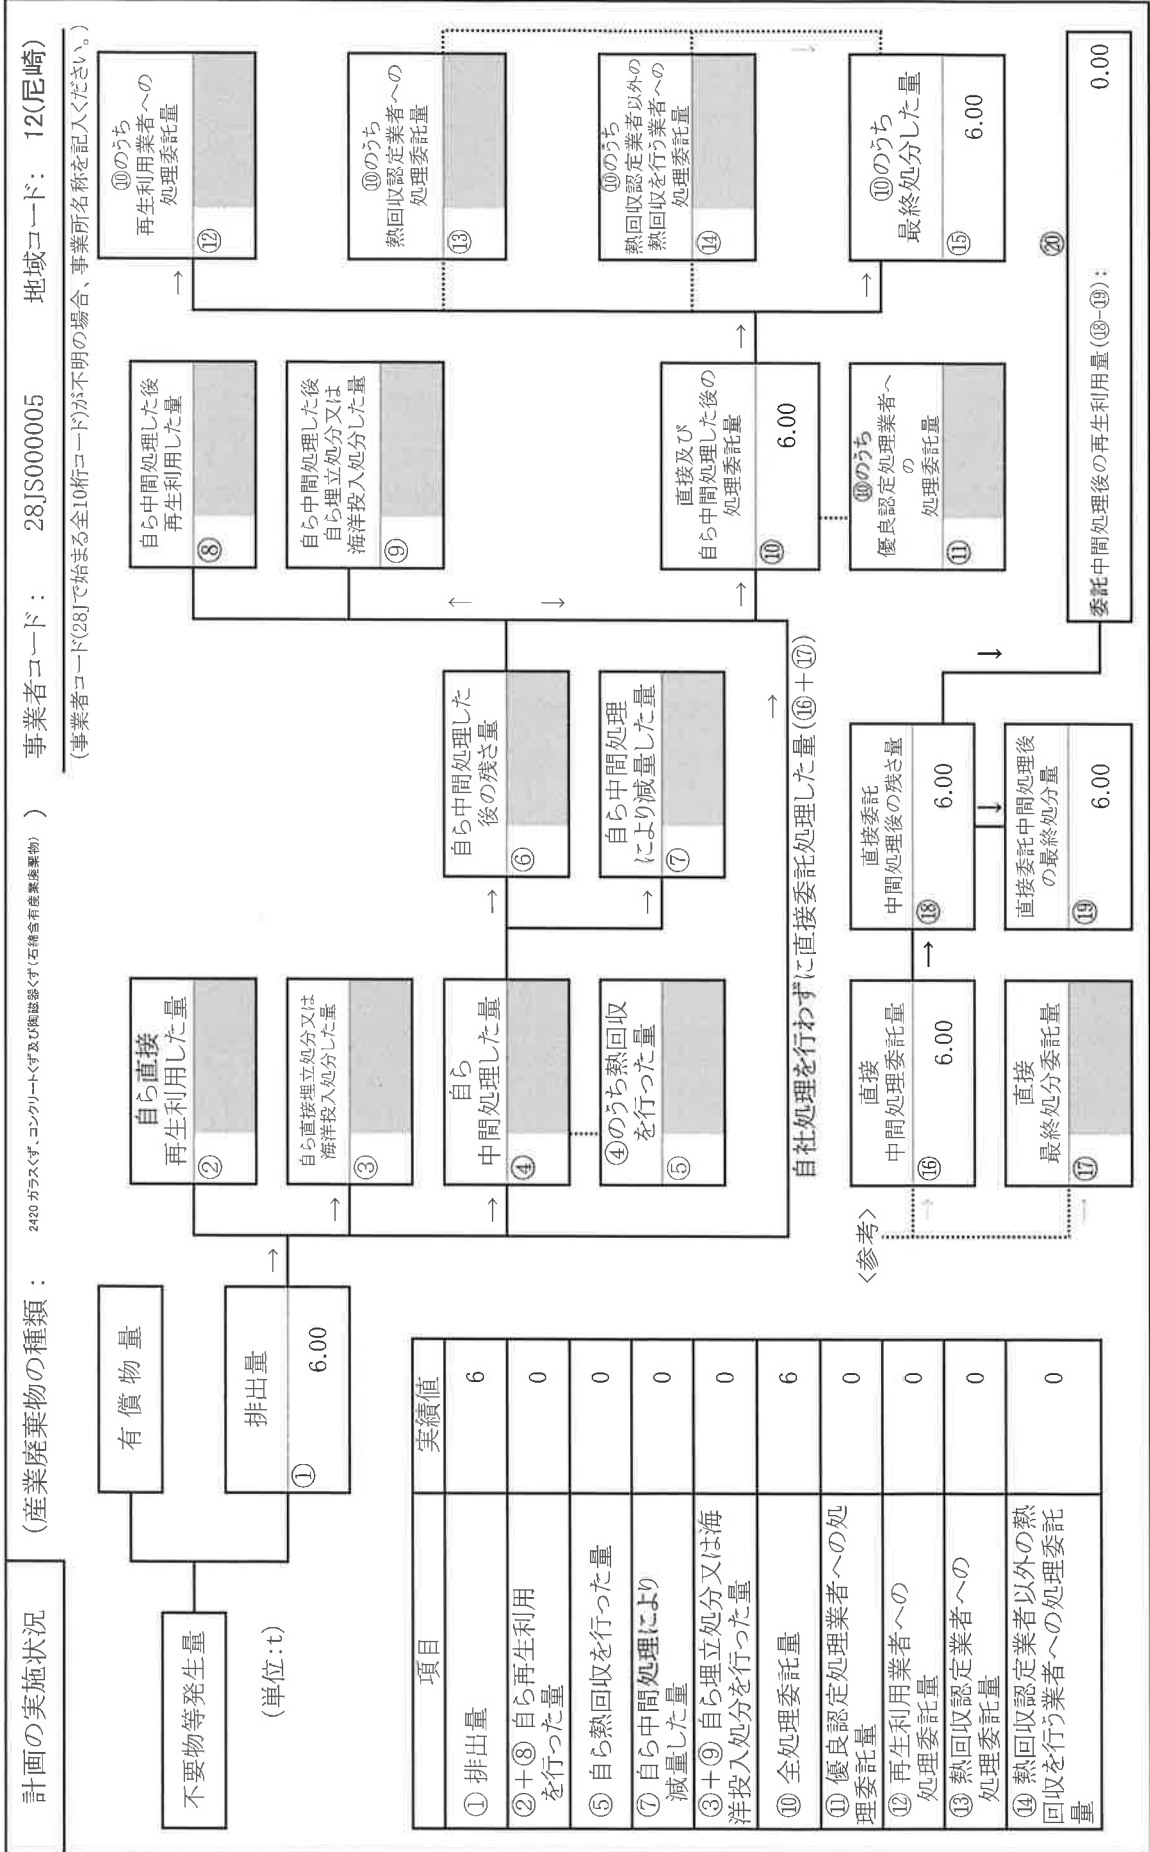 計画の実施状況
(産業廃棄物の種類： 2420 ガラスくず、コンクリートくず及び陶磁器くず(石綿含有産業廃棄物) )
事業者コード： 28JS000005 地域コード： 12(尼崎)
(事業者コード(28Jで始まる全10桁コード)が不明の場合、事業所名称を記入ください。)
不要物等発生量
(単位:t)
有償物量
排出量
① 6.00
→
自ら直接
再生利用した量
②
自ら直接埋立処分又は
海洋投入処分した量
③
→
自ら
中間処理した量
④
→
④のうち熱回収
を行った量
⑤
自ら中間処理した
後の残さ量
⑥
→
自ら中間処理
により減量した量
⑦
→
自ら中間処理した後
再生利用した量
⑧
自ら中間処理した後
自ら埋立処分又は
海洋投入処分した量
⑨
直接及び
自ら中間処理した後の
処理委託量
⑩ 6.00
→
⑩のうち
優良認定処理業者へ
の
処理委託量
⑪
⑩のうち
再生利用業者への
処理委託量
⑫
→
⑩のうち
熱回収認定業者への
処理委託量
⑬
⑩のうち
熱回収認定業者以外の
熱回収を行う業者への
処理委託量
⑭
⑩のうち
最終処分した量
⑮ 6.00
→
自社処理を行わずに直接委託処理した量(⑯+⑰)
→
<参考>
直接
中間処理委託量
⑯ 6.00
→
直接
最終処分委託量
⑰
→
直接委託
中間処理後の残さ量
⑱ 6.00
→
直接委託中間処理後
の最終処分量
⑲ 6.00
⑳
委託中間処理後の再生利用量(⑱-⑲)： 0.00
項目 実績値
① 排出量 6
②+⑧ 自ら再生利用
を行った量 0
⑤ 自ら熱回収を行った量 0
⑦ 自ら中間処理により
減量した量 0
③+⑨ 自ら埋立処分又は海
洋投入処分を行った量 0
⑩ 全処理委託量 6
⑪ 優良認定処理業者への処
理委託量 0
⑫ 再生利用業者への
処理委託量 0
⑬ 熱回収認定業者への
処理委託量 0
⑭ 熱回収認定業者以外の熱
回収を行う業者への処理委託
量 0